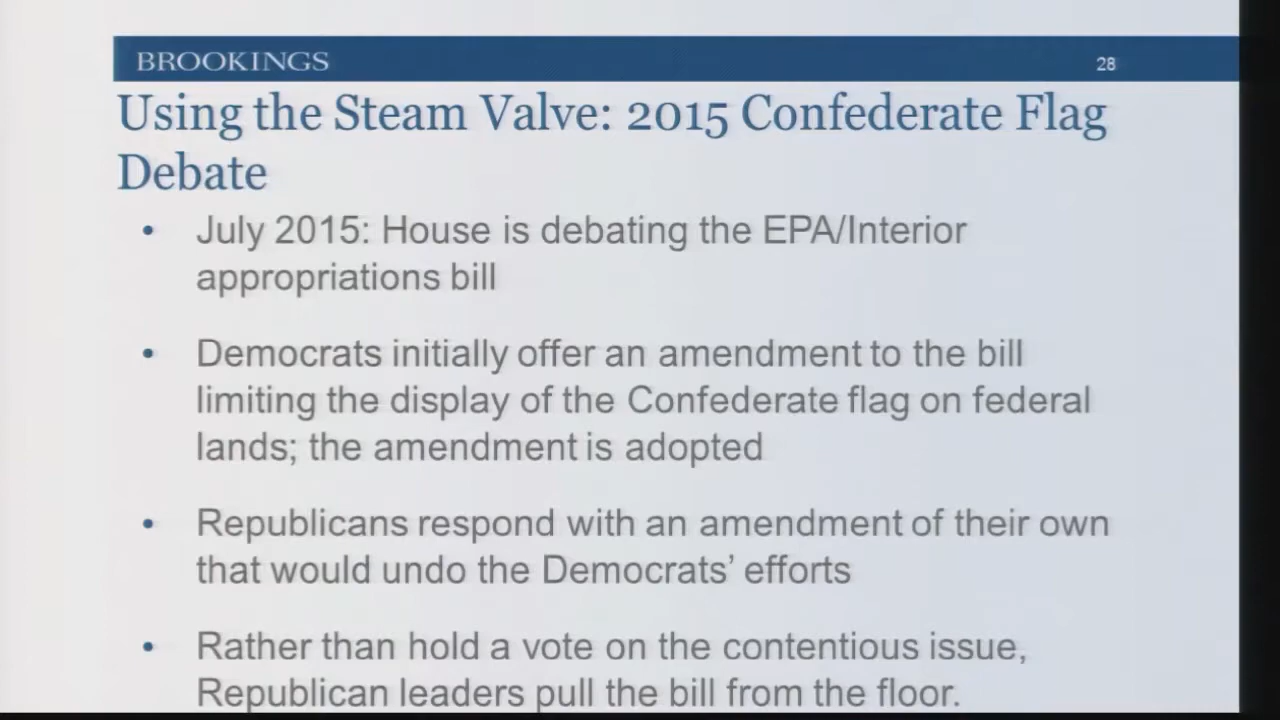 BROOKINGS
28
Using the Steam Valve: 2015 Confederate Flag
Debate
• July 2015: House is debating the EPA/Interior
appropriations bill
• Democrats initially offer an amendment to the bill
limiting the display of the Confederate flag on federal
lands; the amendment is adopted
• Republicans respond with an amendment of their own
that would undo the Democrats’ efforts
• Rather than hold a vote on the contentious issue,
Republican leaders pull the bill from the floor.